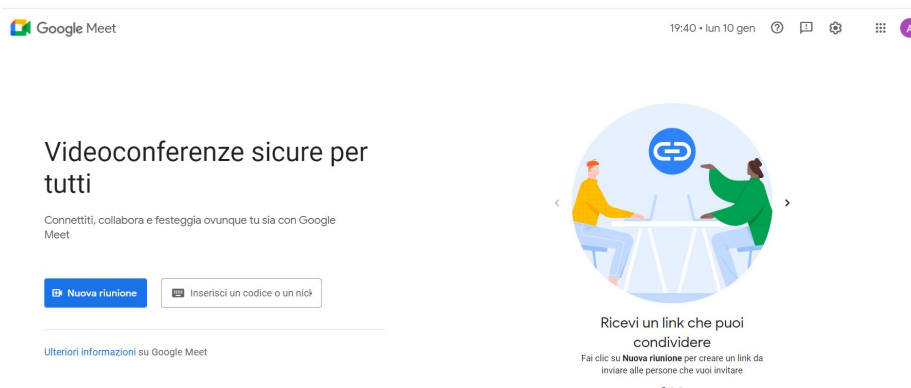 Google Meet
19:40 • lun 10 gen
A
Videoconferenze sicure per
tutti
Connettiti, collabora e festeggia ovunque tu sia con Google
Meet
Nuova riunione
Inserisci un codice o un nick
Ulteriori informazioni su Google Meet
Ricevi un link che puoi
condividere
Fai clic su Nuova riunione per creare un link da
inviare alle persone che vuoi invitare